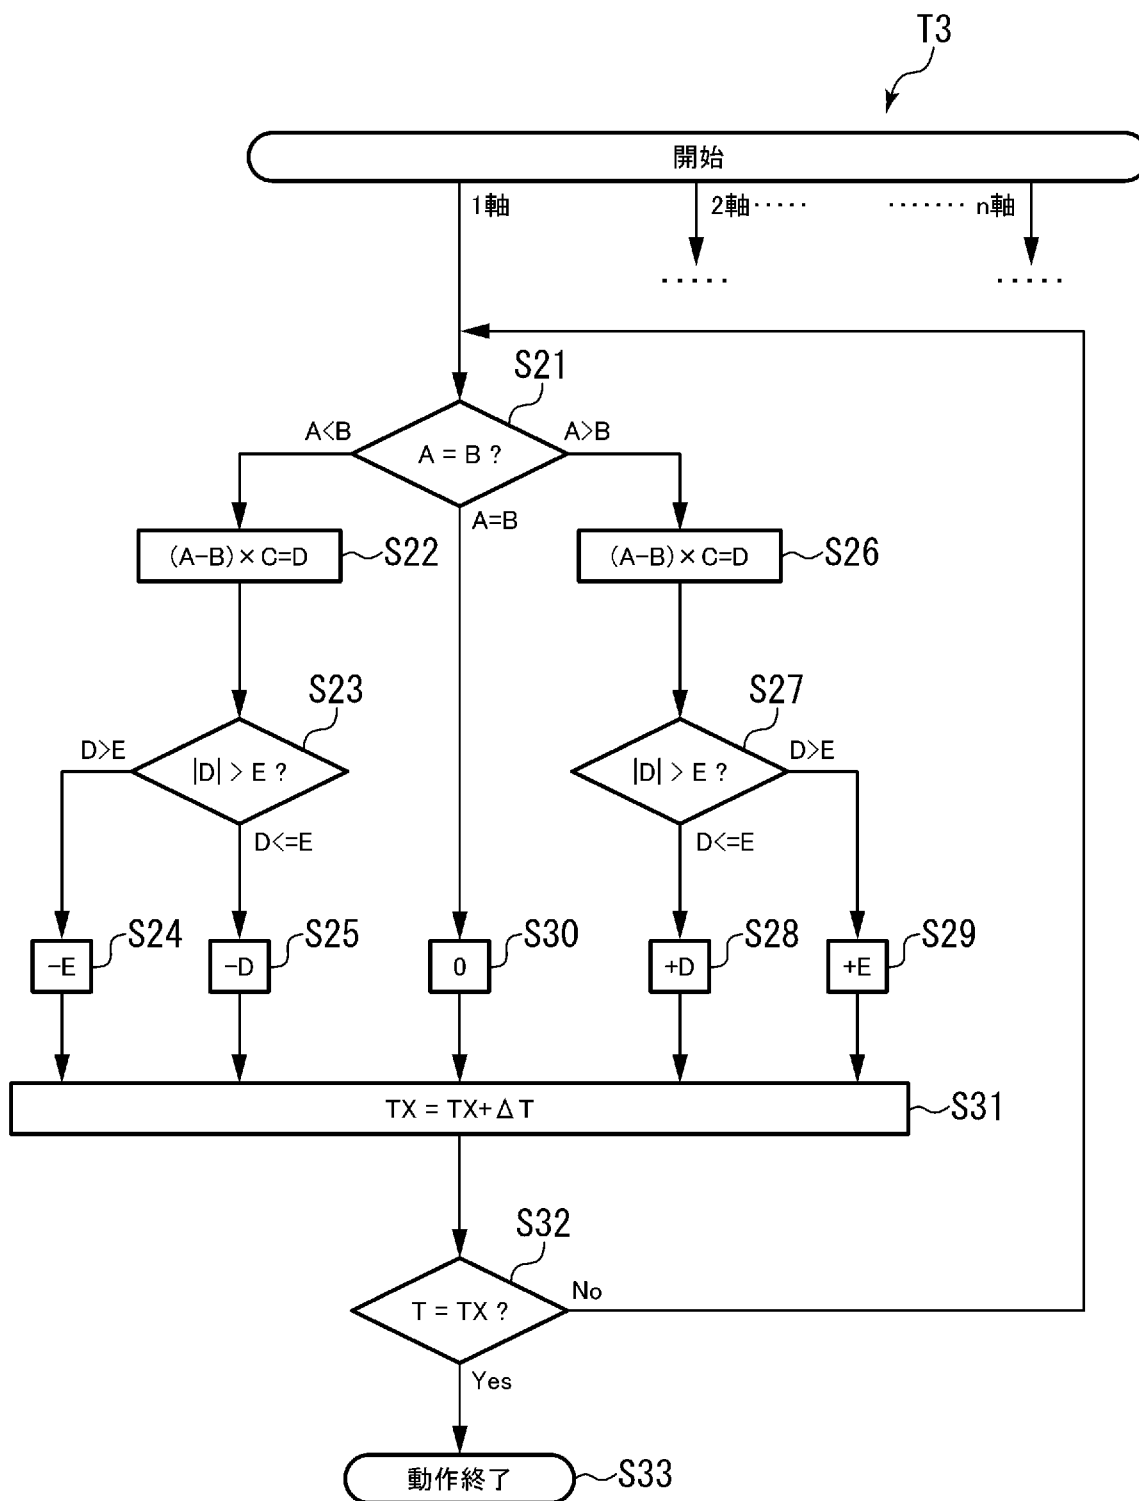 T3
開始
1軸
2軸‥‥‥
‥‥‥‥ n軸
‥‥‥
‥‥‥
S21
A<B
A = B ?
A>B
A=B
(A-B)×C=D
S22
(A-B)×C=D
S26
S23
D>E
|D| > E ?
D<=E
S27
|D| > E ?
D>E
D<=E
-E
S24
-D
S25
0
S30
+D
S28
+E
S29
TX = TX+ΔT
S31
S32
T = TX ?
No
Yes
動作終了
S33